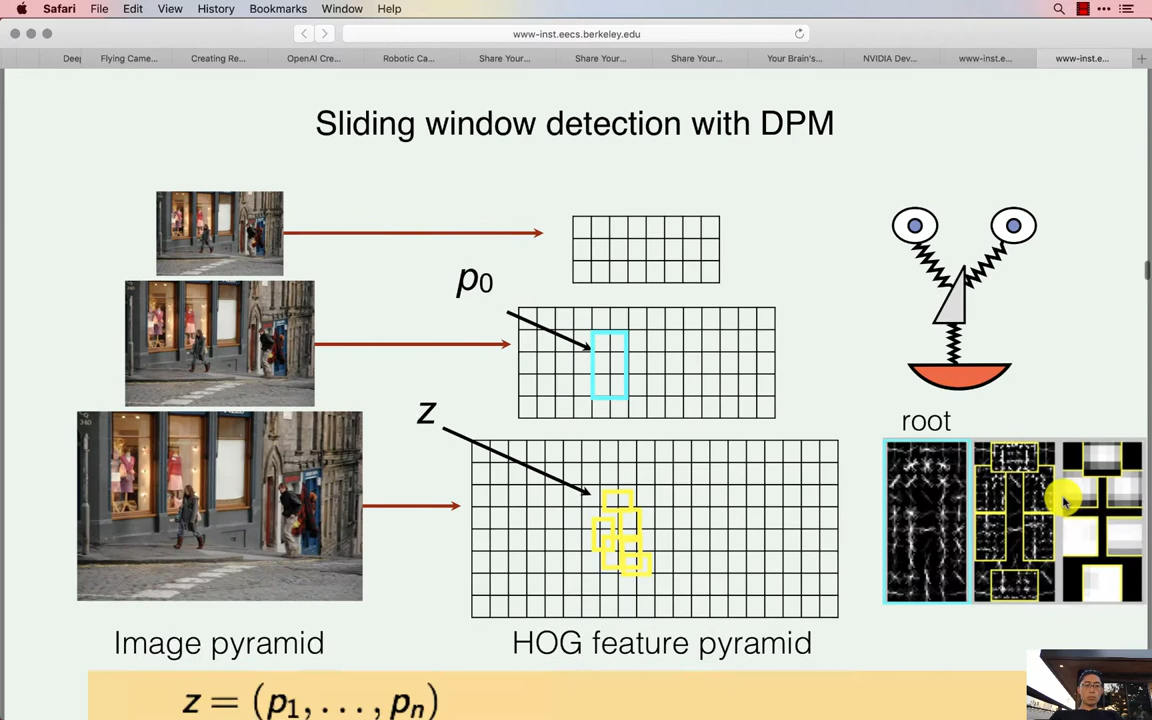 Safari File Edit View History Bookmarks Window Help
www-inst.eecs.berkeley.edu
Deep Flying Came... Creating Re... OpenAI Cre... Robotic Ca... Share Your... Share Your... Share Your... Your Brain's... NVIDIA Dev... www-inst.e... www-inst.e...
Sliding window detection with DPM
p0
z
root
Image pyramid
HOG feature pyramid
z = (p1, . . . , pn)